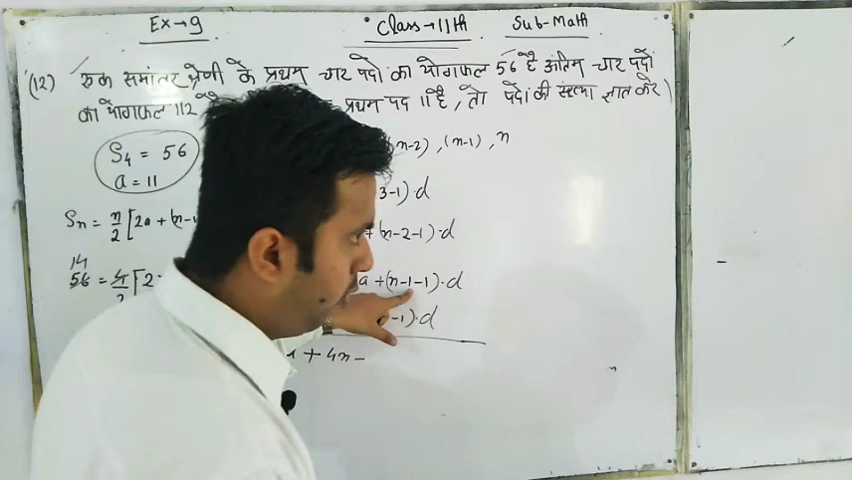 Ex→9 Class→11th Sub-Math
(12) एक समांतर श्रेणी के प्रथम चार पदों का योगफल 56 है अंतिम चार पदों
का योगफल 112 है प्रथम पद 11 है, तो पदों की संख्या ज्ञात करें)
S₄ = 56 (n-2), (n-1), n
a = 11 3-1)·d
Sn = n/2 [2a + (n-1 + (n-2-1)·d
14
56 = 4/2 [2· a + (n-1-1)·d
-1)·d
+ 4n -